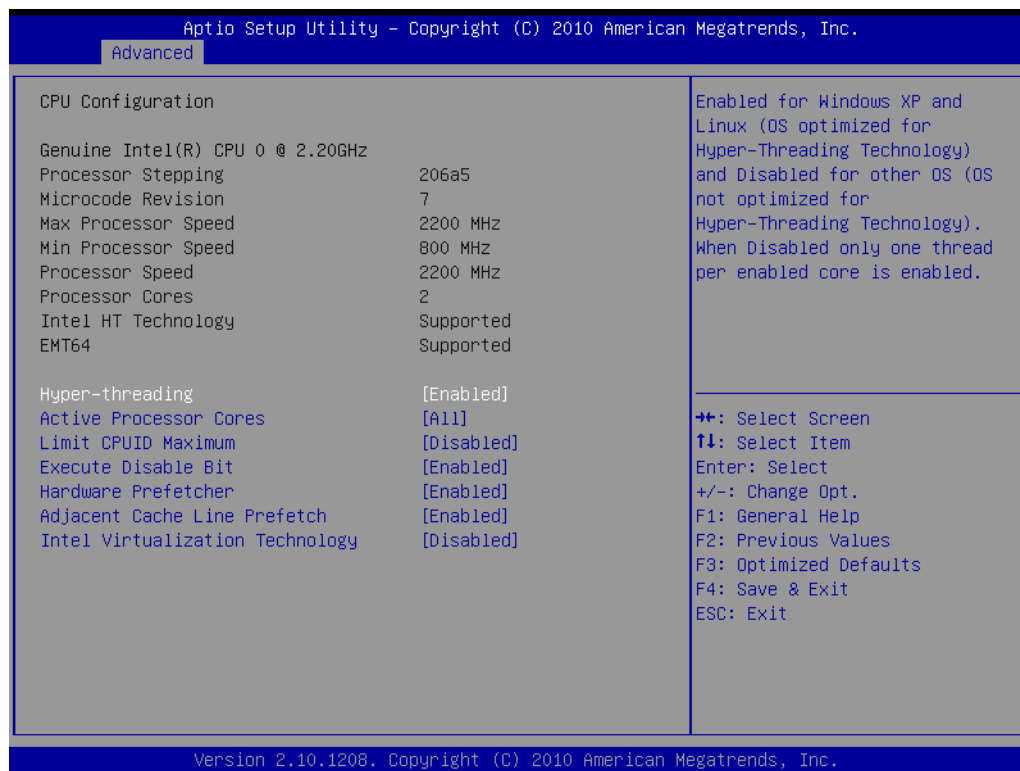 Aptio Setup Utility – Copyright (C) 2010 American Megatrends, Inc.
Advanced
CPU Configuration
Genuine Intel(R) CPU 0 @ 2.20GHz
Processor Stepping 206a5
Microcode Revision 7
Max Processor Speed 2200 MHz
Min Processor Speed 800 MHz
Processor Speed 2200 MHz
Processor Cores 2
Intel HT Technology Supported
EMT64 Supported
Hyper-threading [Enabled]
Active Processor Cores [All]
Limit CPUID Maximum [Disabled]
Execute Disable Bit [Enabled]
Hardware Prefetcher [Enabled]
Adjacent Cache Line Prefetch [Enabled]
Intel Virtualization Technology [Disabled]
Enabled for Windows XP and
Linux (OS optimized for
Hyper-Threading Technology)
and Disabled for other OS (OS
not optimized for
Hyper-Threading Technology).
When Disabled only one thread
per enabled core is enabled.
→←: Select Screen
↑↓: Select Item
Enter: Select
+/-: Change Opt.
F1: General Help
F2: Previous Values
F3: Optimized Defaults
F4: Save & Exit
ESC: Exit
Version 2.10.1208. Copyright (C) 2010 American Megatrends, Inc.